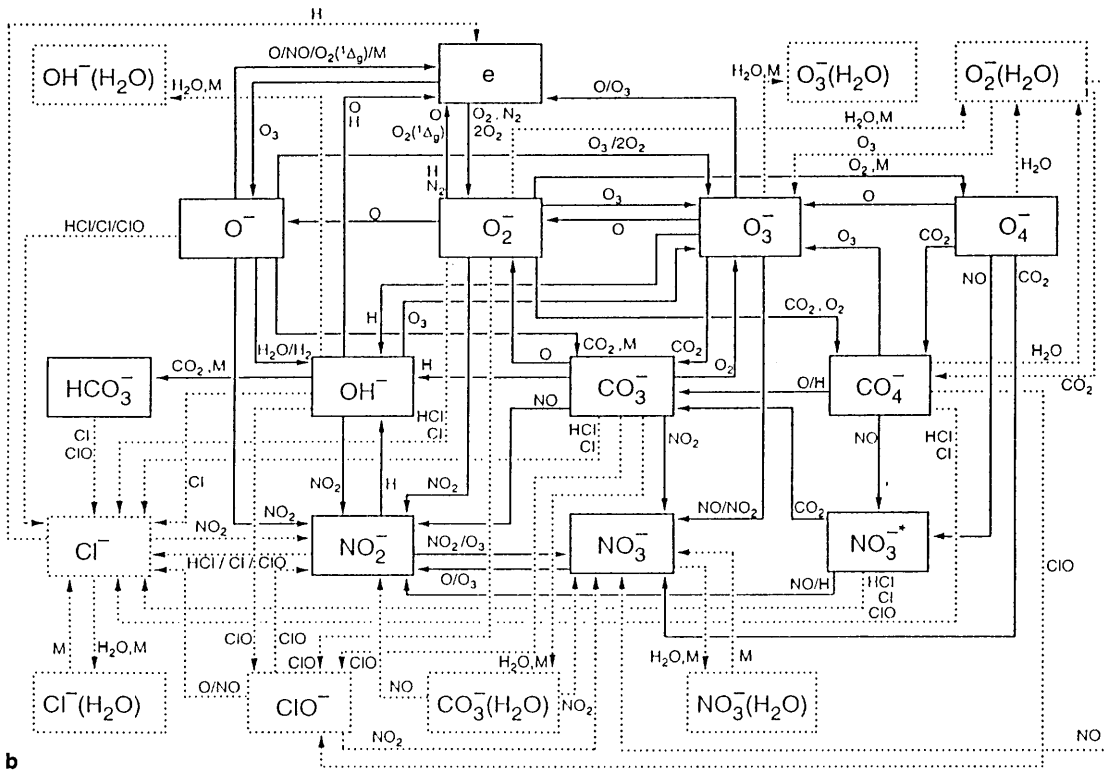 H
O/NO/O₂(¹Δg)/M
OH⁻(H₂O)
e
O₃⁻(H₂O)
O₂⁻(H₂O)
H₂O,M
H₂O,M
O/O₃
O
H
O
O₂(¹Δg)
O₂, N₂
2O₂
H₂O,M
O₃
O₃
O₃/2O₂
O₂,M
H₂O
H
N₂
O₃
HCl/Cl/ClO
O⁻
O
O₂⁻
O
O₃⁻
O
O₄⁻
O₃
CO₂
NO
CO₂
H
O₃
CO₂, O₂
H₂O/H₂
CO₂,M
CO₂
H₂O
HCO₃⁻
CO₂,M
OH⁻
H
O
CO₃⁻
O₂
O/H
CO₄⁻
CO₂
HCl
Cl
NO
HCl
Cl
NO₂
NO
HCl
Cl
Cl
ClO
Cl
NO₂
H
NO₂
NO₂
NO₂
NO/NO₂
CO₂
Cl⁻
NO₂⁻
NO₂/O₃
NO₃⁻
NO₃⁻*
HCl/Cl/ClO
O/O₃
NO/H
HCl
Cl
ClO
ClO
M
H₂O,M
ClO
ClO
ClO
ClO
H₂O,M
H₂O,M
M
O/NO
Cl⁻(H₂O)
ClO⁻
NO
CO₃⁻(H₂O)
NO₂
NO₃⁻(H₂O)
NO₂
NO
b